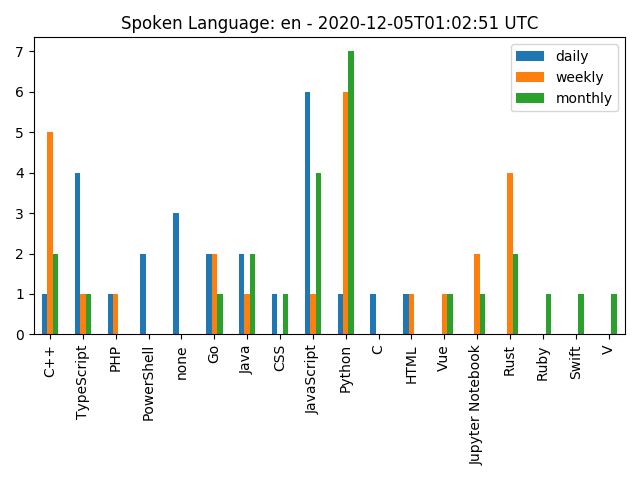 Spoken Language: en - 2020-12-05T01:02:51 UTC
daily
weekly
monthly
7
6
5
4
3
2
1
0
C++
TypeScript
PHP
PowerShell
none
Go
Java
CSS
JavaScript
Python
C
HTML
Vue
Jupyter Notebook
Rust
Ruby
Swift
V